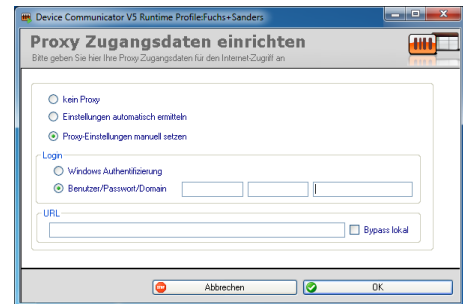 Device Communicator V5 Runtime Profile:Fuchs+Sanders
Proxy Zugangsdaten einrichten
Bitte geben Sie hier Ihre Proxy Zugangsdaten für den Internet-Zugriff an
kein Proxy
Einstellungen automatisch ermitteln
Proxy-Einstellungen manuell setzen
Login
Windows Authentifizierung
Benutzer/Passwort/Domain
URL
Bypass lokal
Abbrechen OK